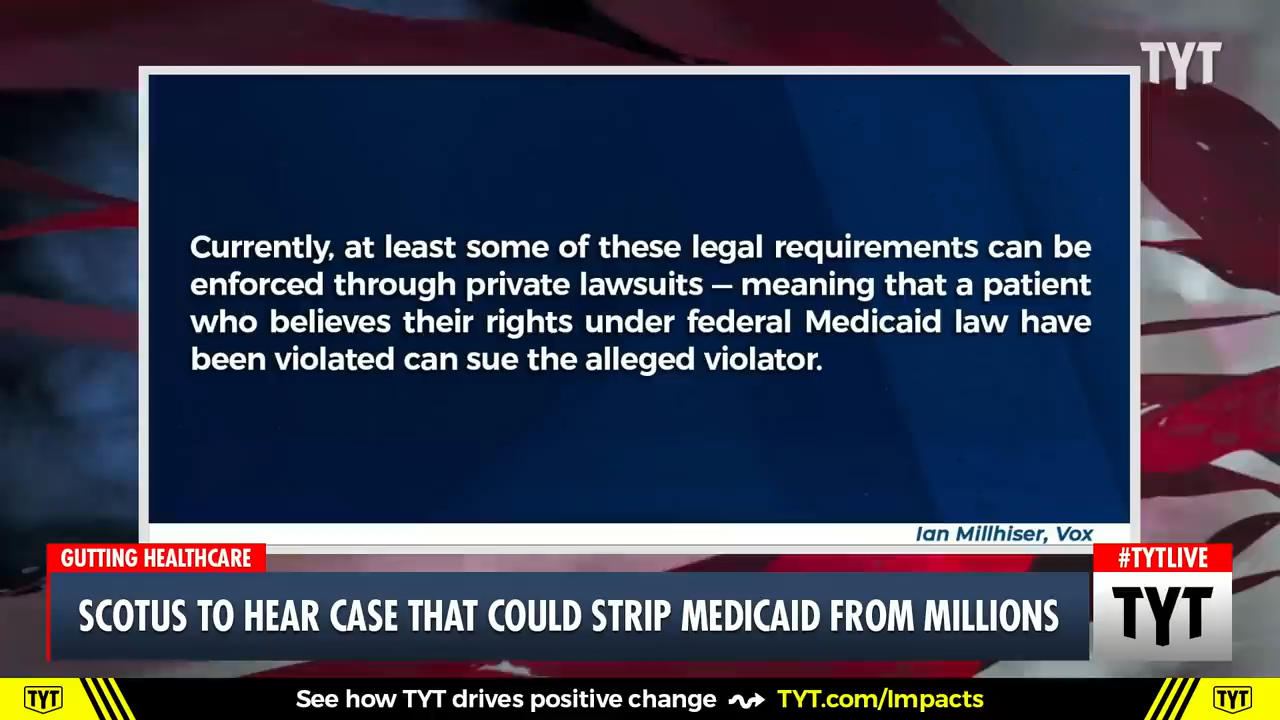 TYT
Currently, at least some of these legal requirements can be
enforced through private lawsuits — meaning that a patient
who believes their rights under federal Medicaid law have
been violated can sue the alleged violator.
Ian Millhiser, Vox
GUTTING HEALTHCARE
#TYTLIVE
SCOTUS TO HEAR CASE THAT COULD STRIP MEDICAID FROM MILLIONS
TYT
TYT
See how TYT drives positive change TYT.com/Impacts
TYT